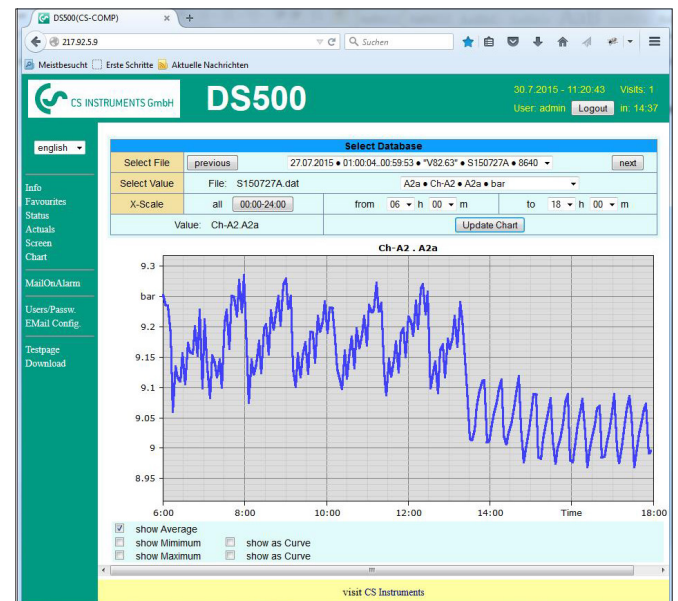 DS500(CS-COMP) × +
217.92.5.9 Suchen
Meistbesucht Erste Schritte Aktuelle Nachrichten
CS INSTRUMENTS GmbH DS500 30.7.2015 - 11:20:43 Visits: 1
User: admin Logout in: 14:37
english
Info
Favourites
Status
Actuals
Screen
Chart
MailOnAlarm
Users/Passw.
EMail Config.
Testpage
Download
Select Database
Select File previous 27.07.2015 ● 01:00:04..00:59:53 ● "V82.63" ● S150727A ● 8640 next
Select Value File: S150727A.dat A2a ● Ch-A2 ● A2a ● bar
X-Scale all 00:00-24:00 from 06 h 00 m to 18 h 00 m
Value: Ch-A2.A2a Update Chart
Ch-A2 . A2a
9.3
bar
9.2
9.15
9.1
9.05
9
8.95
6:00 8:00 10:00 12:00 14:00 Time 18:00
show Average
show Mimimum show as Curve
show Maximum show as Curve
visit CS Instruments